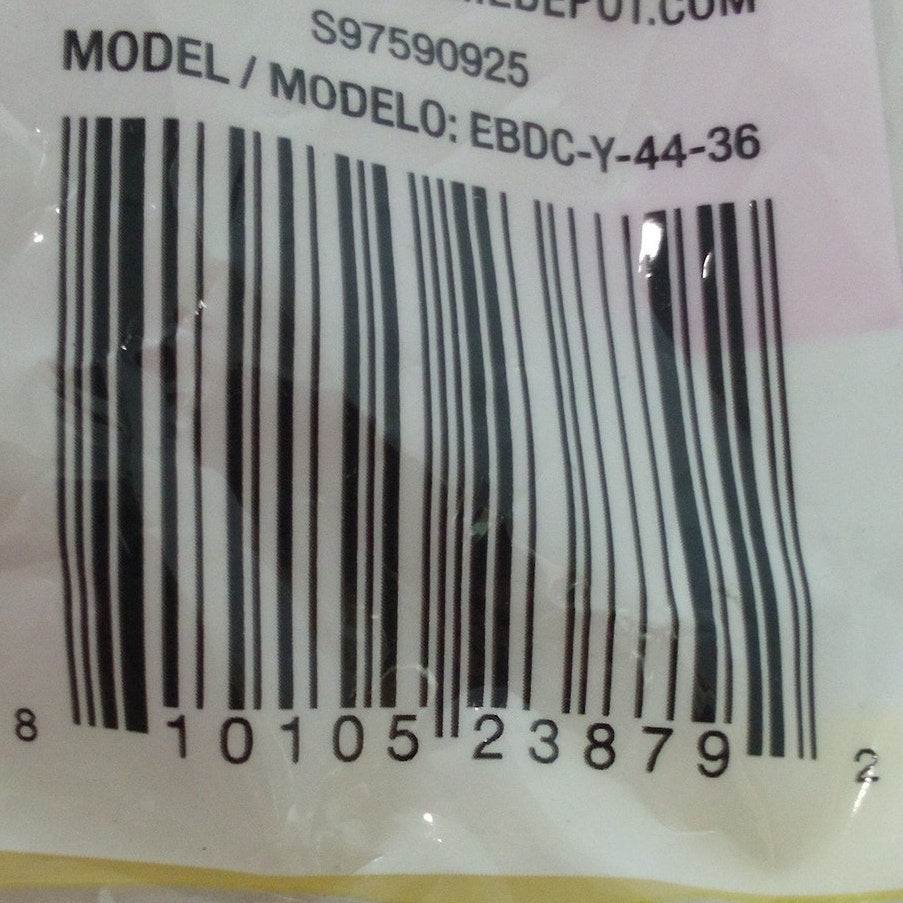 S97590925
MODEL / MODELO: EBDC-Y-44-36
8 10105 23879 2